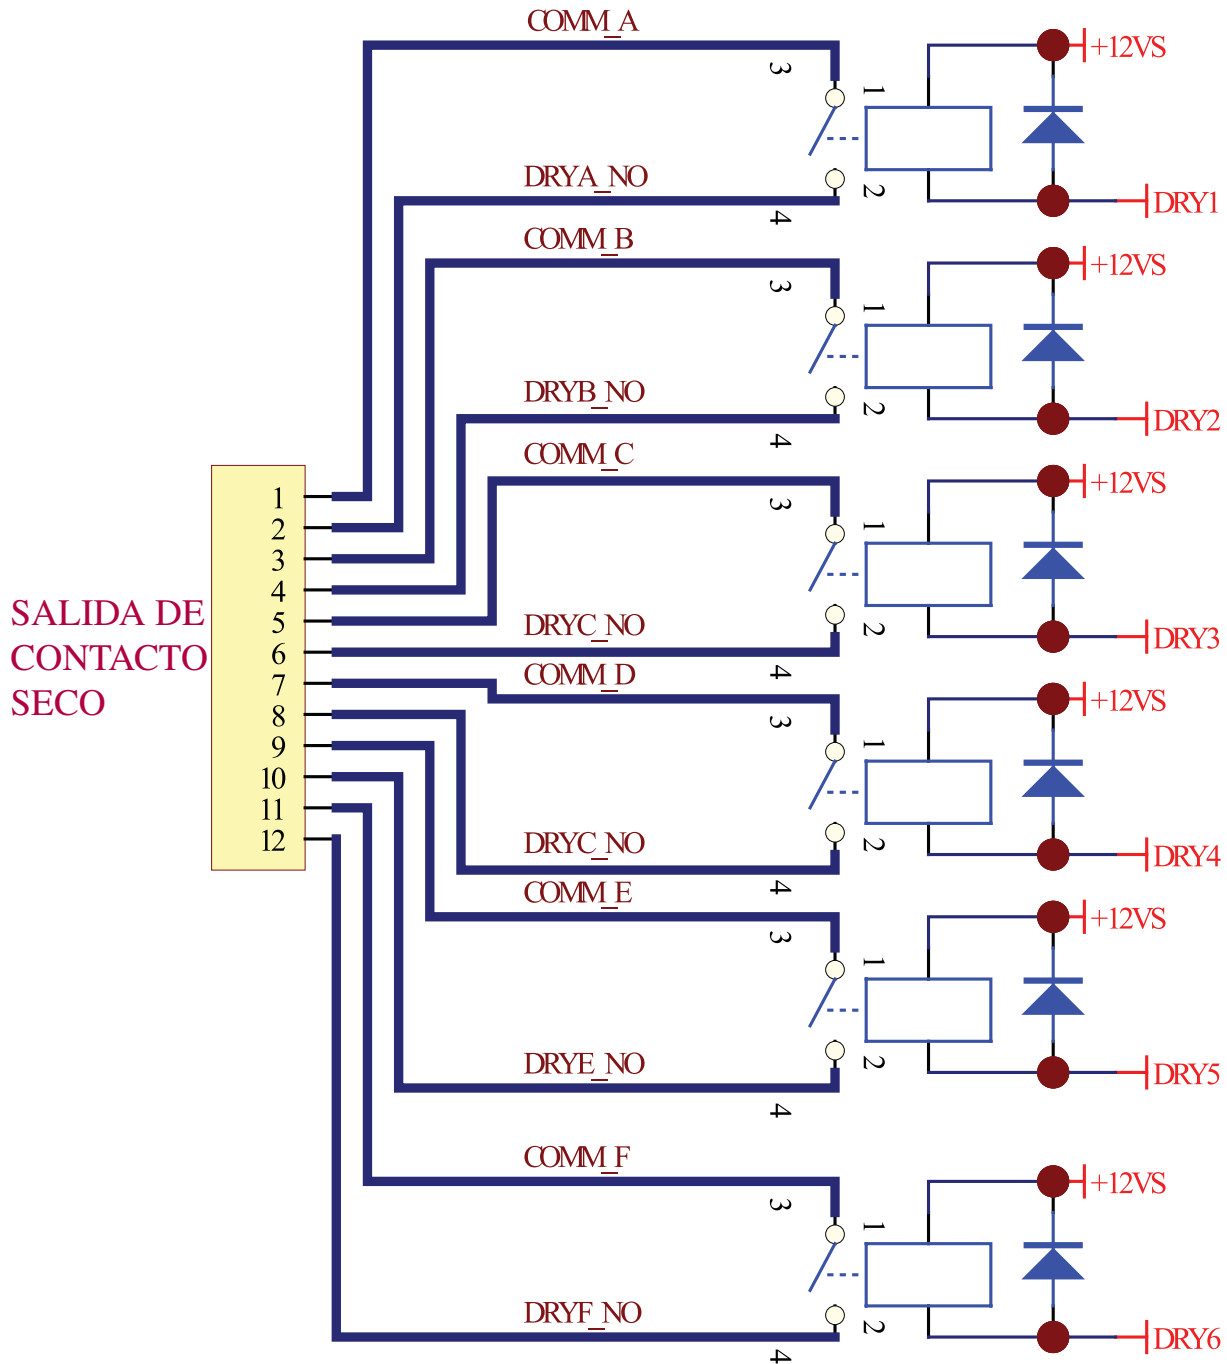 COMM_A
3
1
+12VS
DRYA_NO
4
2
DRY1
COMM_B
3
1
+12VS
DRYB_NO
4
2
DRY2
COMM_C
3
1
+12VS
DRYC_NO
4
2
DRY3
COMM_D
3
1
+12VS
DRYC_NO
4
2
DRY4
COMM_E
3
1
+12VS
DRYE_NO
4
2
DRY5
COMM_F
3
1
+12VS
DRYF_NO
4
2
DRY6
SALIDA DE
CONTACTO
SECO
1
2
3
4
5
6
7
8
9
10
11
12